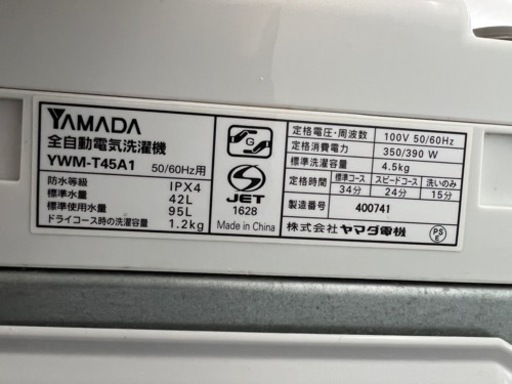 YAMADA
全自動電気洗濯機
YWM-T45A1 50/60Hz用
防水等級 IPX4
標準水量 42L
標準使用水量 95L
ドライコース時の洗濯容量 1.2kg
G
JET
1628
Made in China
定格電圧・周波数 100V 50/60Hz
定格消費電力 350/390 W
標準洗濯容量 4.5kg
定格時間 標準コース 34分 スピードコース 24分 洗いのみ 15分
製造番号 400741
株式会社 ヤマダ電機
PS
E